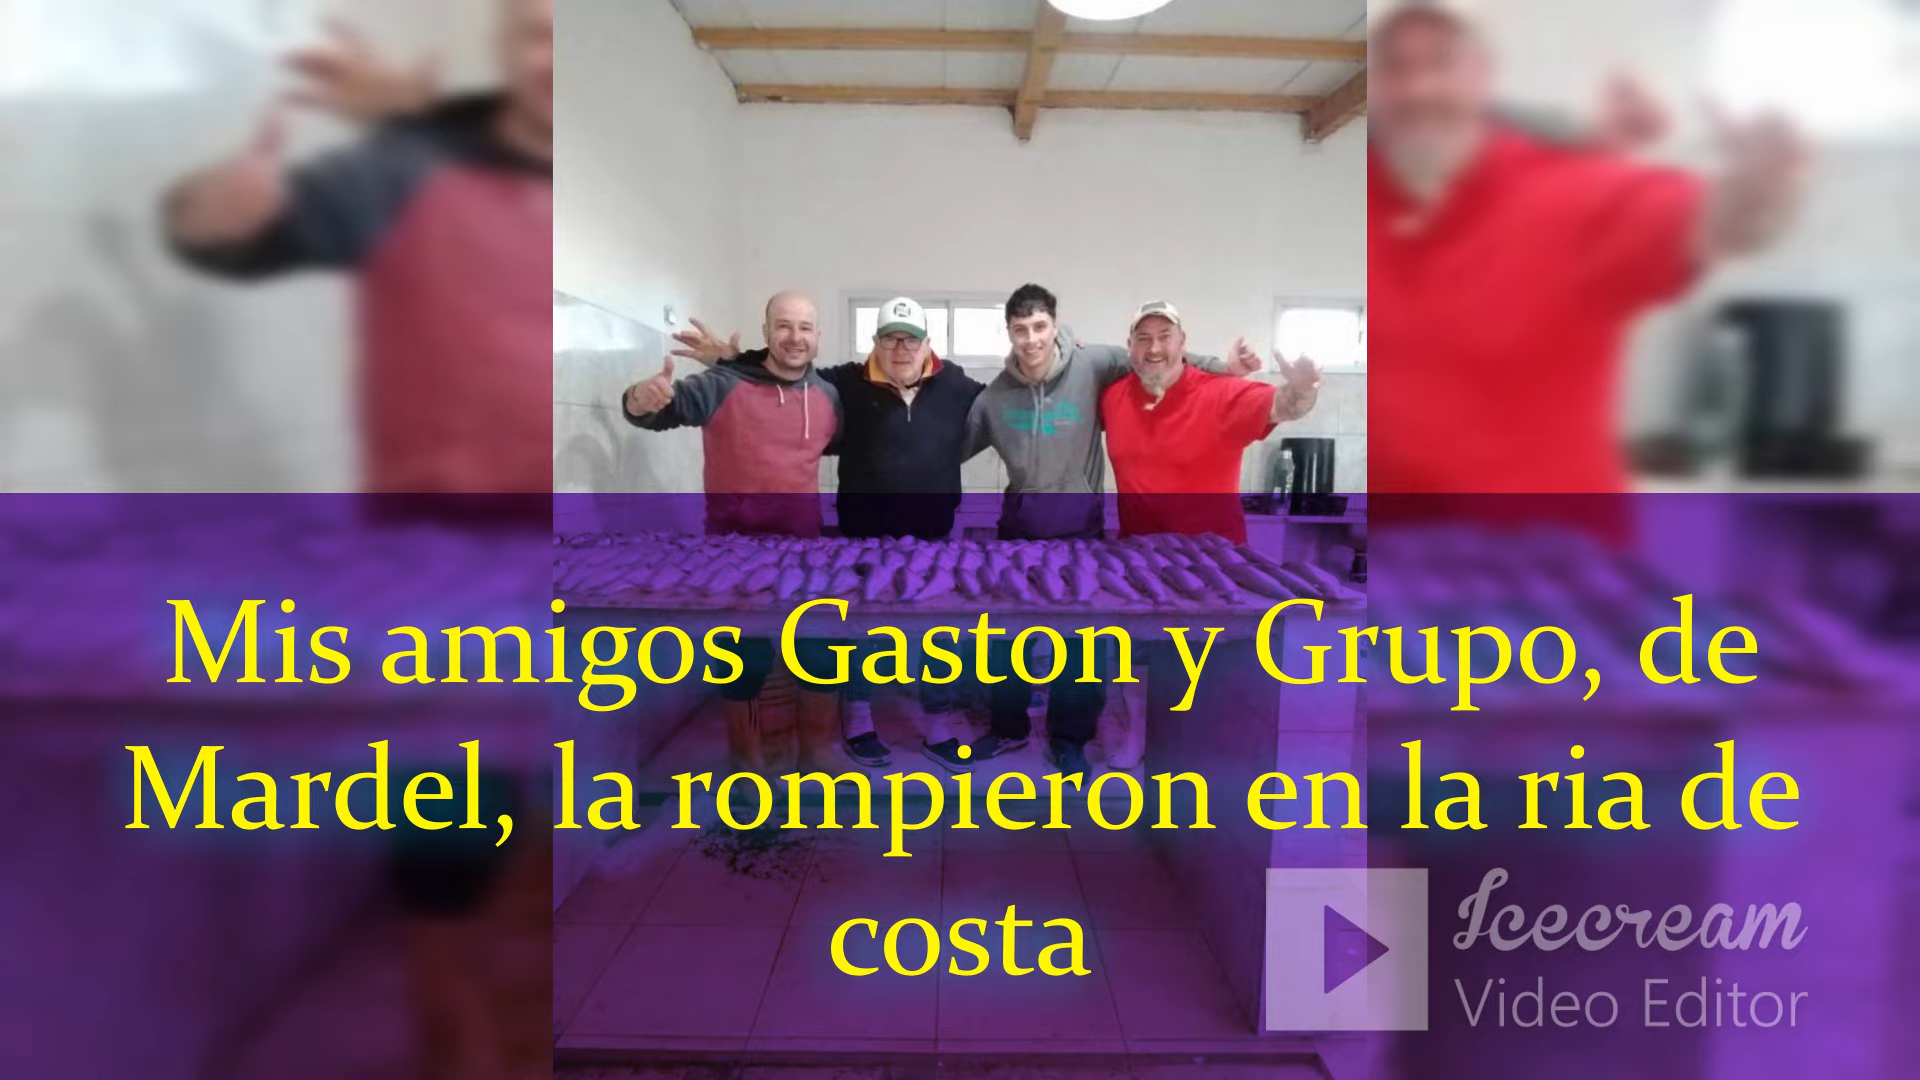 Mis amigos Gaston y Grupo, de
Mardel, la rompieron en la ria de
costa
Icecream
Video Editor